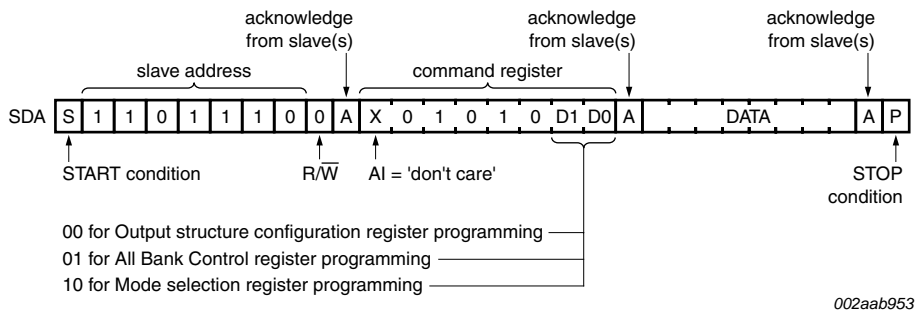 acknowledge
from slave(s)
acknowledge
from slave(s)
acknowledge
from slave(s)
slave address
command register
SDA S 1 1 0 1 1 1 0 0 A X 0 1 0 1 0 D1 D0 A DATA A P
START condition
R/W̅
AI = 'don't care'
STOP
condition
00 for Output structure configuration register programming
01 for All Bank Control register programming
10 for Mode selection register programming
002aab953